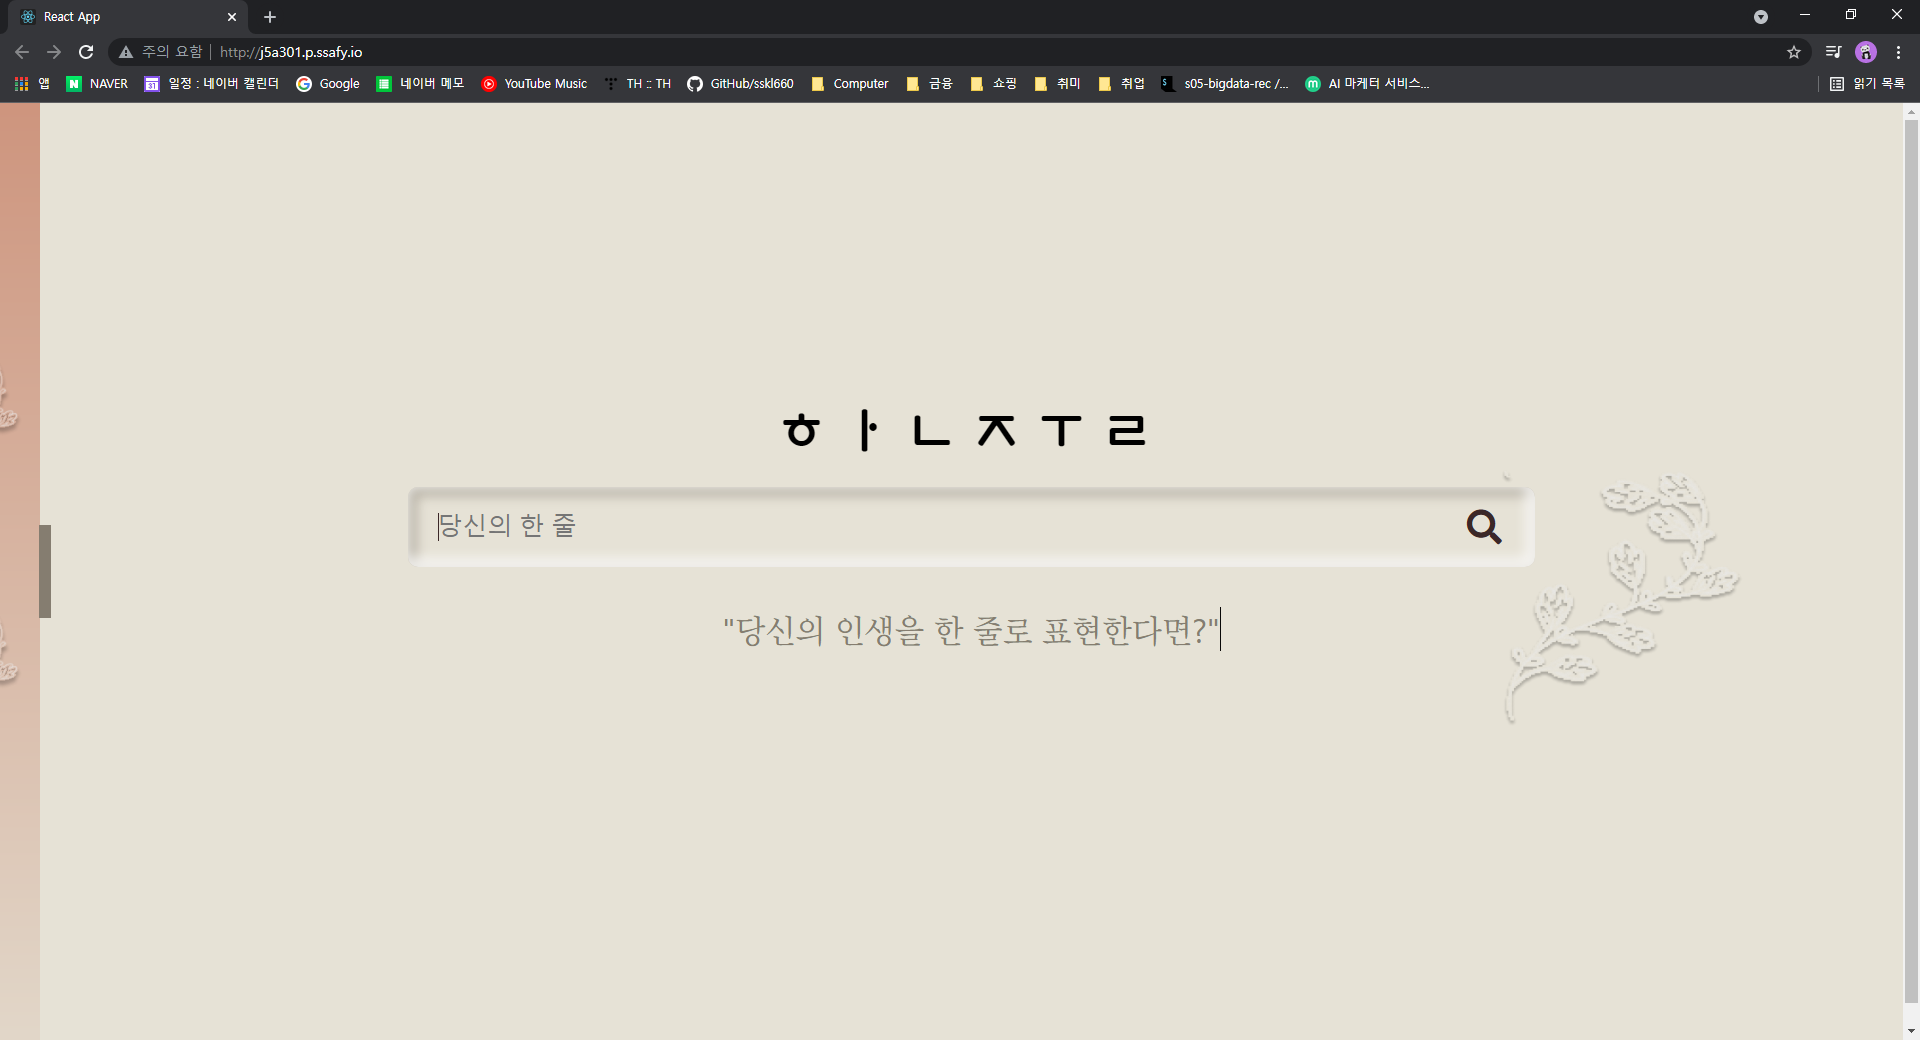 React App
주의 요함 http://j5a301.p.ssafy.io
앱 NAVER 일정 : 네이버 캘린더 Google 네이버 메모 YouTube Music TH :: TH GitHub/sskl660 Computer 금융 쇼핑 취미 취업 s05-bigdata-rec /... AI 마케터 서비스... 읽기 목록
ㅎ ㅏ ㄴ ㅈ ㅜ ㄹ
당신의 한 줄
"당신의 인생을 한 줄로 표현한다면?"